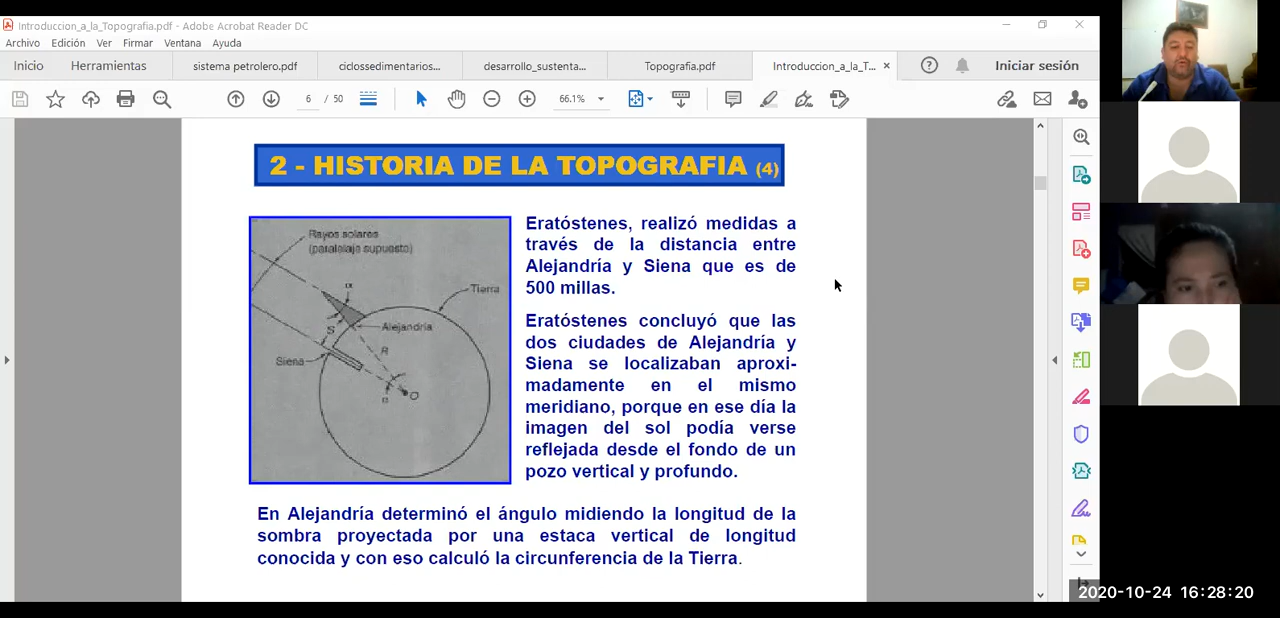 Introduccion_a_la_Topografia.pdf - Adobe Acrobat Reader DC
Archivo Edición Ver Firmar Ventana Ayuda
Inicio Herramientas sistema petrolero.pdf ciclossedimentarios... desarrollo_sustenta... Topografía.pdf Introduccion_a_la_T... Iniciar sesión
6 / 50 66.1%
2 - HISTORIA DE LA TOPOGRAFIA (4)
Rayos solares
(paralelaje supuesto)
α
Tierra
S
Alejandría
R
Siena
α
O
Eratóstenes, realizó medidas a
través de la distancia entre
Alejandría y Siena que es de
500 millas.
Eratóstenes concluyó que las
dos ciudades de Alejandría y
Siena se localizaban aproxi-
madamente en el mismo
meridiano, porque en ese día la
imagen del sol podía verse
reflejada desde el fondo de un
pozo vertical y profundo.
En Alejandría determinó el ángulo midiendo la longitud de la
sombra proyectada por una estaca vertical de longitud
conocida y con eso calculó la circunferencia de la Tierra.
2020-10-24 16:28:20